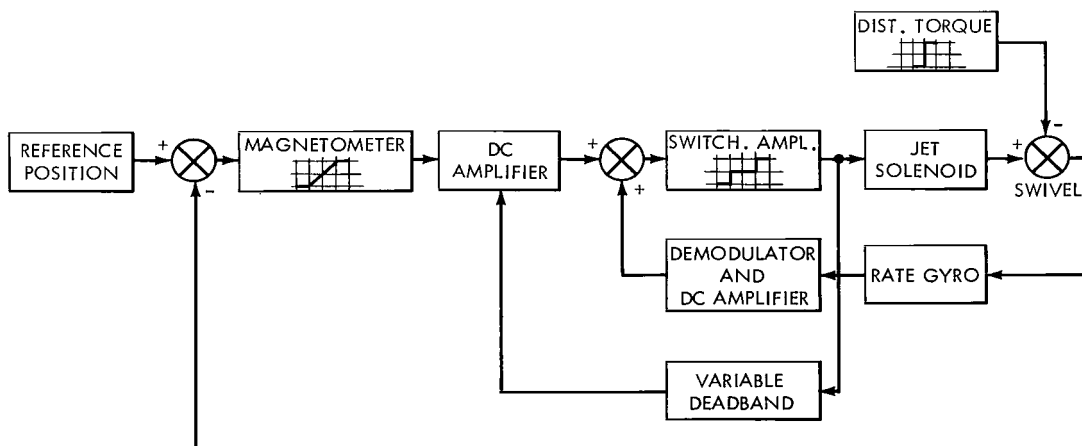 DIST. TORQUE
REFERENCE
POSITION
+
-
MAGNETOMETER
DC
AMPLIFIER
+
+
SWITCH. AMPL.
JET
SOLENOID
+
-
SWIVEL
DEMODULATOR
AND
DC AMPLIFIER
RATE GYRO
VARIABLE
DEADBAND